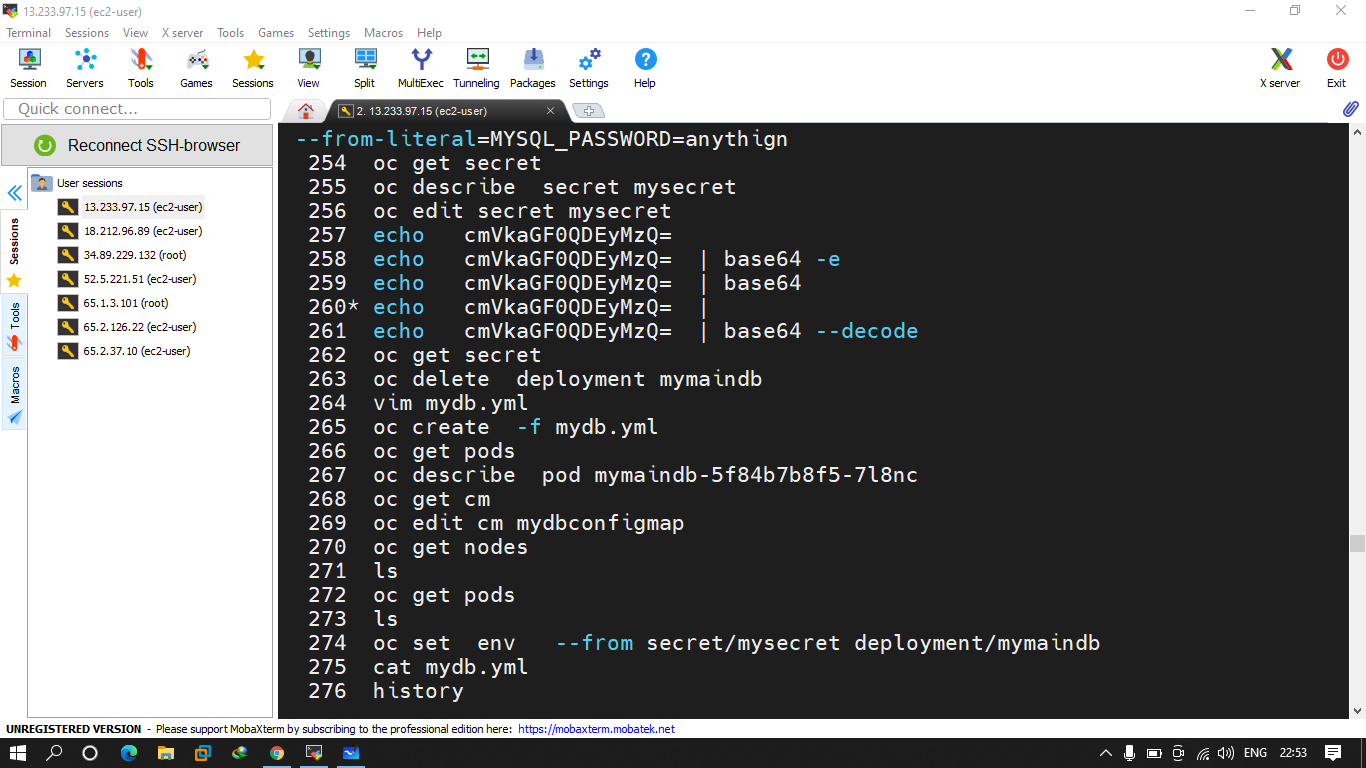 13.233.97.15 (ec2-user)
Terminal Sessions View X server Tools Games Settings Macros Help
Session Servers Tools Games Sessions View Split MultiExec Tunneling Packages Settings Help X server Exit
Quick connect...
2. 13.233.97.15 (ec2-user)
Reconnect SSH-browser
User sessions
13.233.97.15 (ec2-user)
18.212.96.89 (ec2-user)
34.89.229.132 (root)
52.5.221.51 (ec2-user)
65.1.3.101 (root)
65.2.126.22 (ec2-user)
65.2.37.10 (ec2-user)
Sessions
Tools
Macros
--from-literal=MYSQL_PASSWORD=anythign
254 oc get secret
255 oc describe  secret mysecret
256 oc edit secret mysecret
257 echo   cmVkaGF0QDEyMzQ=
258 echo   cmVkaGF0QDEyMzQ=  | base64 -e
259 echo   cmVkaGF0QDEyMzQ=  | base64
260* echo   cmVkaGF0QDEyMzQ=  |
261 echo   cmVkaGF0QDEyMzQ=  | base64 --decode
262 oc get secret
263 oc delete  deployment mymaindb
264 vim mydb.yml
265 oc create  -f mydb.yml
266 oc get pods
267 oc describe  pod mymaindb-5f84b7b8f5-7l8nc
268 oc get cm
269 oc edit cm mydbconfigmap
270 oc get nodes
271 ls
272 oc get pods
273 ls
274 oc set  env   --from secret/mysecret deployment/mymaindb
275 cat mydb.yml
276 history
UNREGISTERED VERSION - Please support MobaXterm by subscribing to the professional edition here: https://mobaxterm.mobatek.net
ENG 22:53